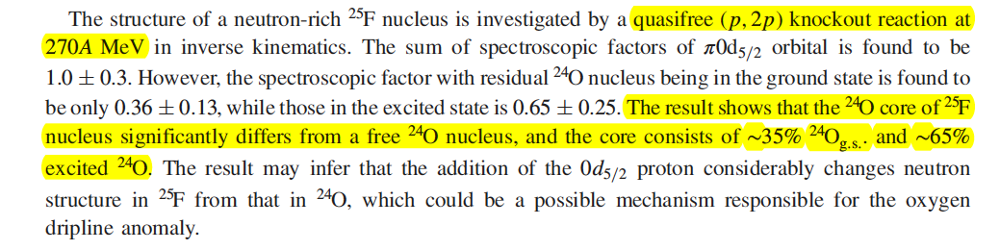 The structure of a neutron-rich ²⁵F nucleus is investigated by a quasifree (p, 2p) knockout reaction at
270A MeV in inverse kinematics. The sum of spectroscopic factors of π0d₅/₂ orbital is found to be
1.0 ± 0.3. However, the spectroscopic factor with residual ²⁴O nucleus being in the ground state is found to
be only 0.36 ± 0.13, while those in the excited state is 0.65 ± 0.25. The result shows that the ²⁴O core of ²⁵F
nucleus significantly differs from a free ²⁴O nucleus, and the core consists of ~35% ²⁴Og.s.. and ~65%
excited ²⁴O. The result may infer that the addition of the 0d₅/₂ proton considerably changes neutron
structure in ²⁵F from that in ²⁴O, which could be a possible mechanism responsible for the oxygen
dripline anomaly.